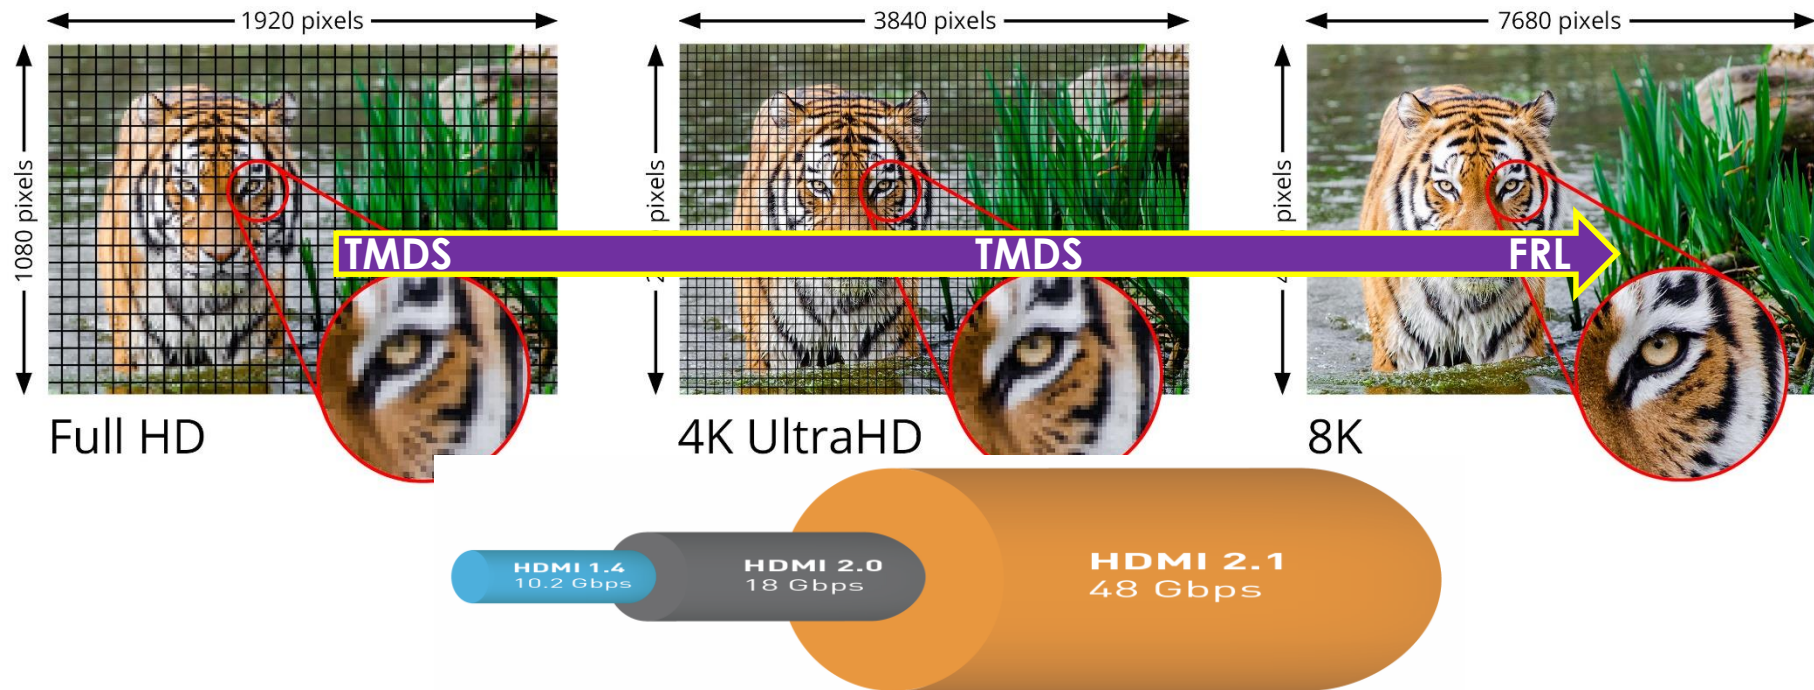 1920 pixels
3840 pixels
7680 pixels
1080 pixels
pixels
pixels
TMDS
TMDS
FRL
Full HD
4K UltraHD
8K
HDMI 1.4
10.2 Gbps
HDMI 2.0
18 Gbps
HDMI 2.1
48 Gbps